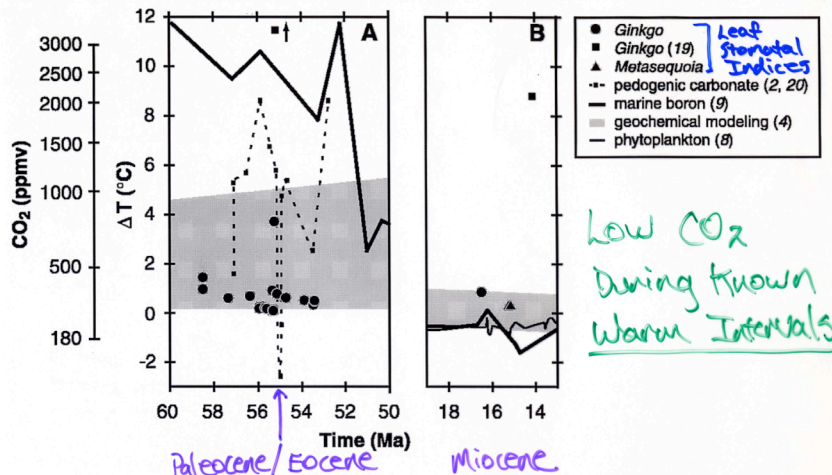 A
B
12
10
8
6
4
2
0
-2
3000
2500
2000
1500
1000
500
180
CO₂ (ppmv)
Δ T (°C)
60
58
56
54
52
50
18
16
14
Time (Ma)
Ginkgo
Ginkgo (19)
Metasequoia
pedogenic carbonate (2, 20)
marine boron (9)
geochemical modeling (4)
phytoplankton (8)
Leaf
Stomatal
Indices
Low CO₂
During Known
Warm Intervals
Paleocene/Eocene
Miocene